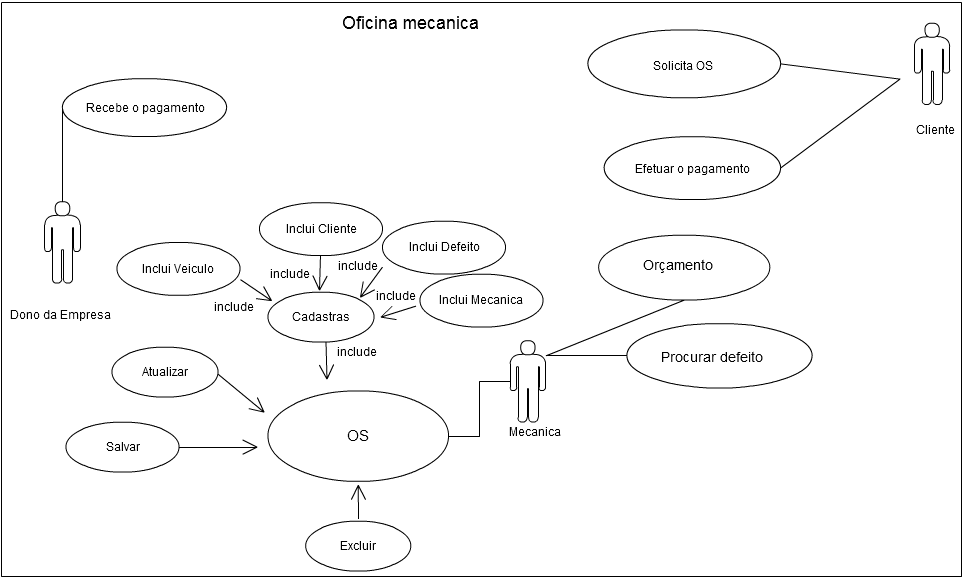 Oficina mecanica
Solicita OS
Cliente
Recebe o pagamento
Efetuar o pagamento
Inclui Cliente
Inclui Defeito
Inclui Veiculo
include
include
Orçamento
Inclui Mecanica
include
include
Dono da Empresa
Cadastras
include
Procurar defeito
Atualizar
Mecanica
OS
Salvar
Excluir